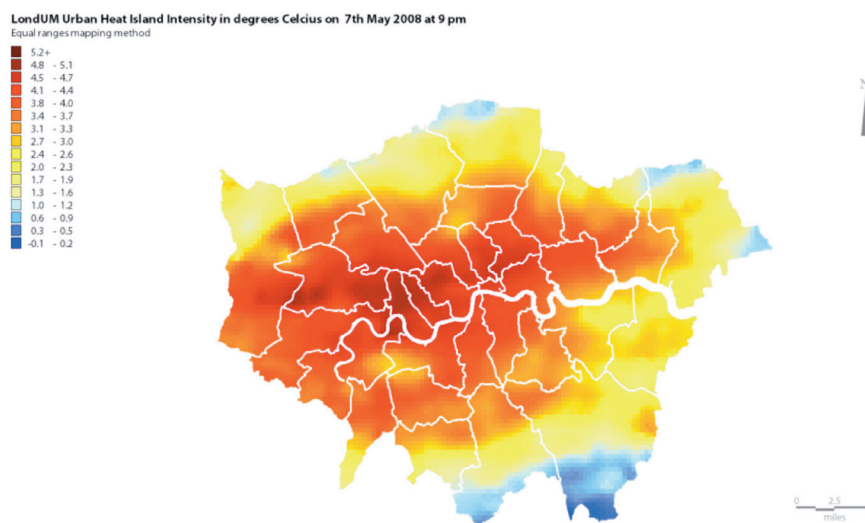 LondUM Urban Heat Island Intensity in degrees Celcius on 7th May 2008 at 9 pm
Equal ranges mapping method
5.2+
4.8 - 5.1
4.5 - 4.7
4.1 - 4.4
3.8 - 4.0
3.4 - 3.7
3.1 - 3.3
2.7 - 3.0
2.4 - 2.6
2.0 - 2.3
1.7 - 1.9
1.3 - 1.6
1.0 - 1.2
0.6 - 0.9
0.3 - 0.5
-0.1 - 0.2
N
0 2.5
miles